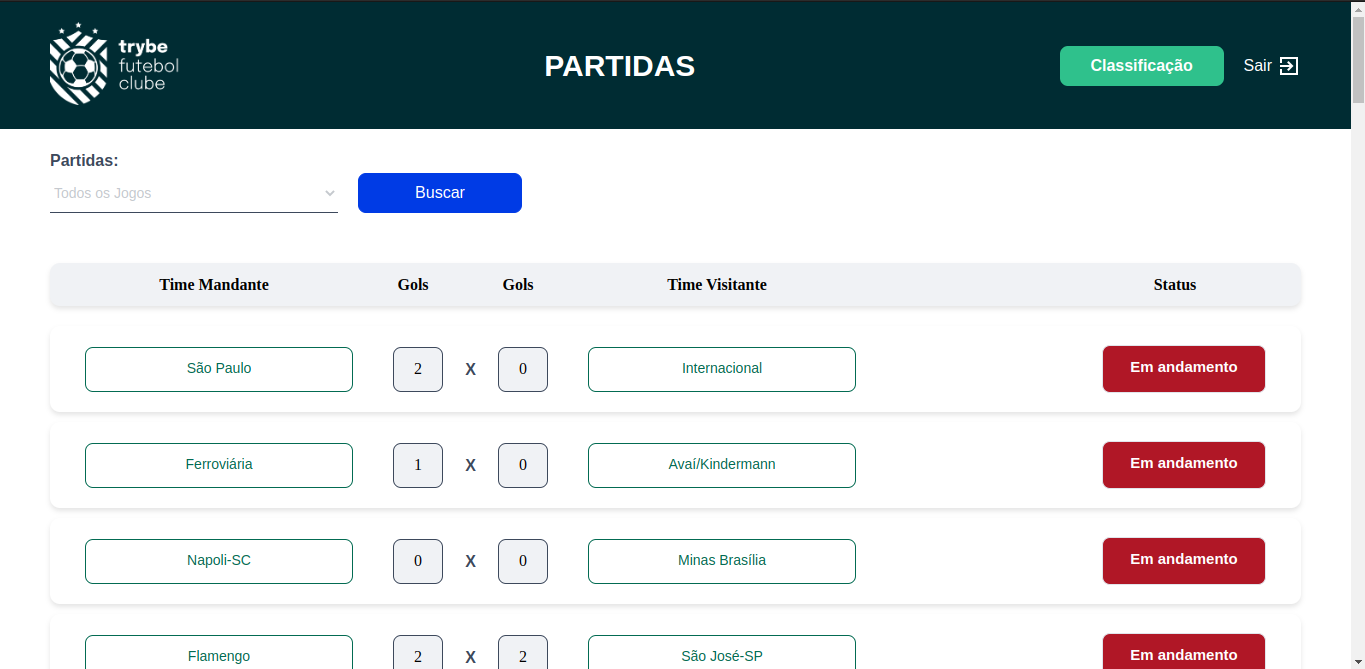 trybe
futebol
clube
PARTIDAS
Classificação
Sair
Partidas:
Todos os Jogos
Buscar
Time Mandante Gols Gols Time Visitante Status
São Paulo 2 X 0 Internacional Em andamento
Ferroviária 1 X 0 Avaí/Kindermann Em andamento
Napoli-SC 0 X 0 Minas Brasília Em andamento
Flamengo 2 X 2 São José-SP Em andamento